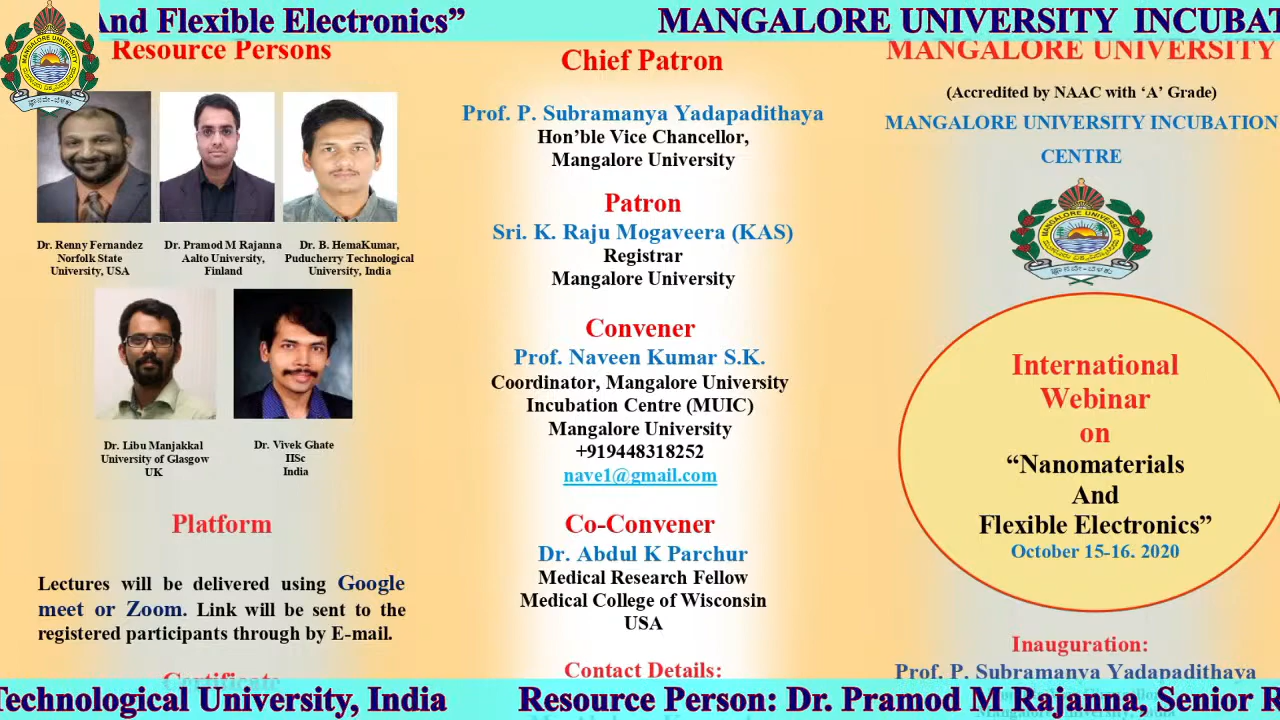 And Flexible Electronics”
MANGALORE UNIVERSITY INCUBAT
Resource Persons
Dr. Renny Fernandez
Norfolk State
University, USA
Dr. Pramod M Rajanna
Aalto University,
Finland
Dr. B. HemaKumar,
Puducherry Technological
University, India
Dr. Libu Manjakkal
University of Glasgow
UK
Dr. Vivek Ghate
IISc
India
Platform
Lectures will be delivered using Google
meet or Zoom. Link will be sent to the
registered participants through by E-mail.
Certificate
Chief Patron
Prof. P. Subramanya Yadapadithaya
Hon’ble Vice Chancellor,
Mangalore University
Patron
Sri. K. Raju Mogaveera (KAS)
Registrar
Mangalore University
Convener
Prof. Naveen Kumar S.K.
Coordinator, Mangalore University
Incubation Centre (MUIC)
Mangalore University
+919448318252
nave1@gmail.com
Co-Convener
Dr. Abdul K Parchur
Medical Research Fellow
Medical College of Wisconsin
USA
Contact Details:
MANGALORE UNIVERSITY
(Accredited by NAAC with ‘A’ Grade)
MANGALORE UNIVERSITY INCUBATION
CENTRE
MANGALORE UNIVERSITY
International
Webinar
on
“Nanomaterials
And
Flexible Electronics”
October 15-16. 2020
Inauguration:
Prof. P. Subramanya Yadapadithaya
Technological University, India
Resource Person: Dr. Pramod M Rajanna, Senior R